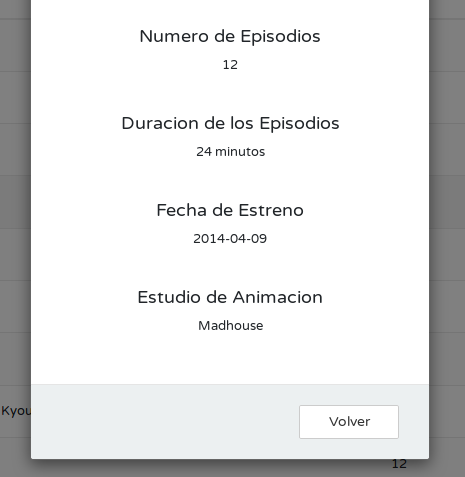 Numero de Episodios
12
Duracion de los Episodios
24 minutos
Fecha de Estreno
2014-04-09
Estudio de Animacion
Madhouse
Kyou
Volver
12